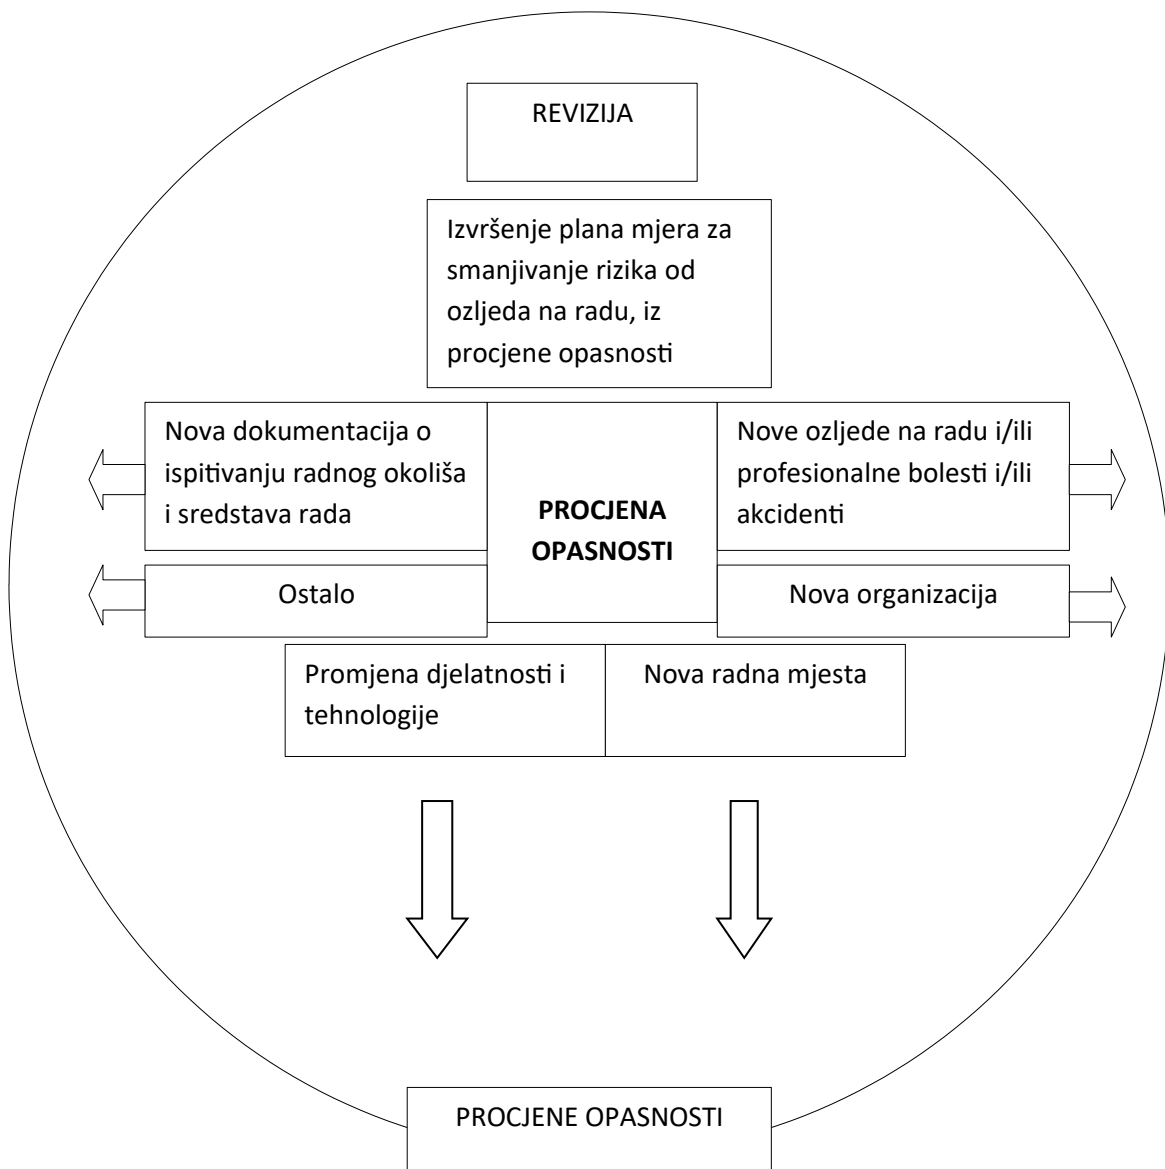 REVIZIJA
Izvršenje plana mjera za
smanjivanje rizika od
ozljeda na radu, iz
procjene opasnosti
Nova dokumentacija o
ispitivanju radnog okoliša
i sredstava rada
PROCJENA
OPASNOSTI
Nove ozljede na radu i/ili
profesionalne bolesti i/ili
akcidenti
Ostalo
Nova organizacija
Promjena djelatnosti i
tehnologije
Nova radna mjesta
PROCJENE OPASNOSTI